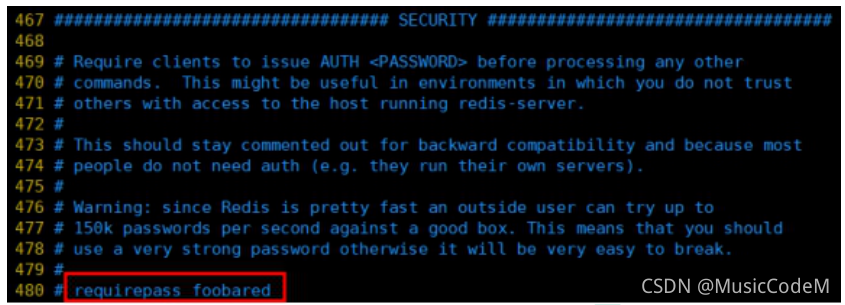 467 ################################## SECURITY ###################################
468
469 # Require clients to issue AUTH <PASSWORD> before processing any other
470 # commands.  This might be useful in environments in which you do not trust
471 # others with access to the host running redis-server.
472 #
473 # This should stay commented out for backward compatibility and because most
474 # people do not need auth (e.g. they run their own servers).
475 #
476 # Warning: since Redis is pretty fast an outside user can try up to
477 # 150k passwords per second against a good box. This means that you should
478 # use a very strong password otherwise it will be very easy to break.
479 #
480 # requirepass foobared
CSDN @MusicCodeM